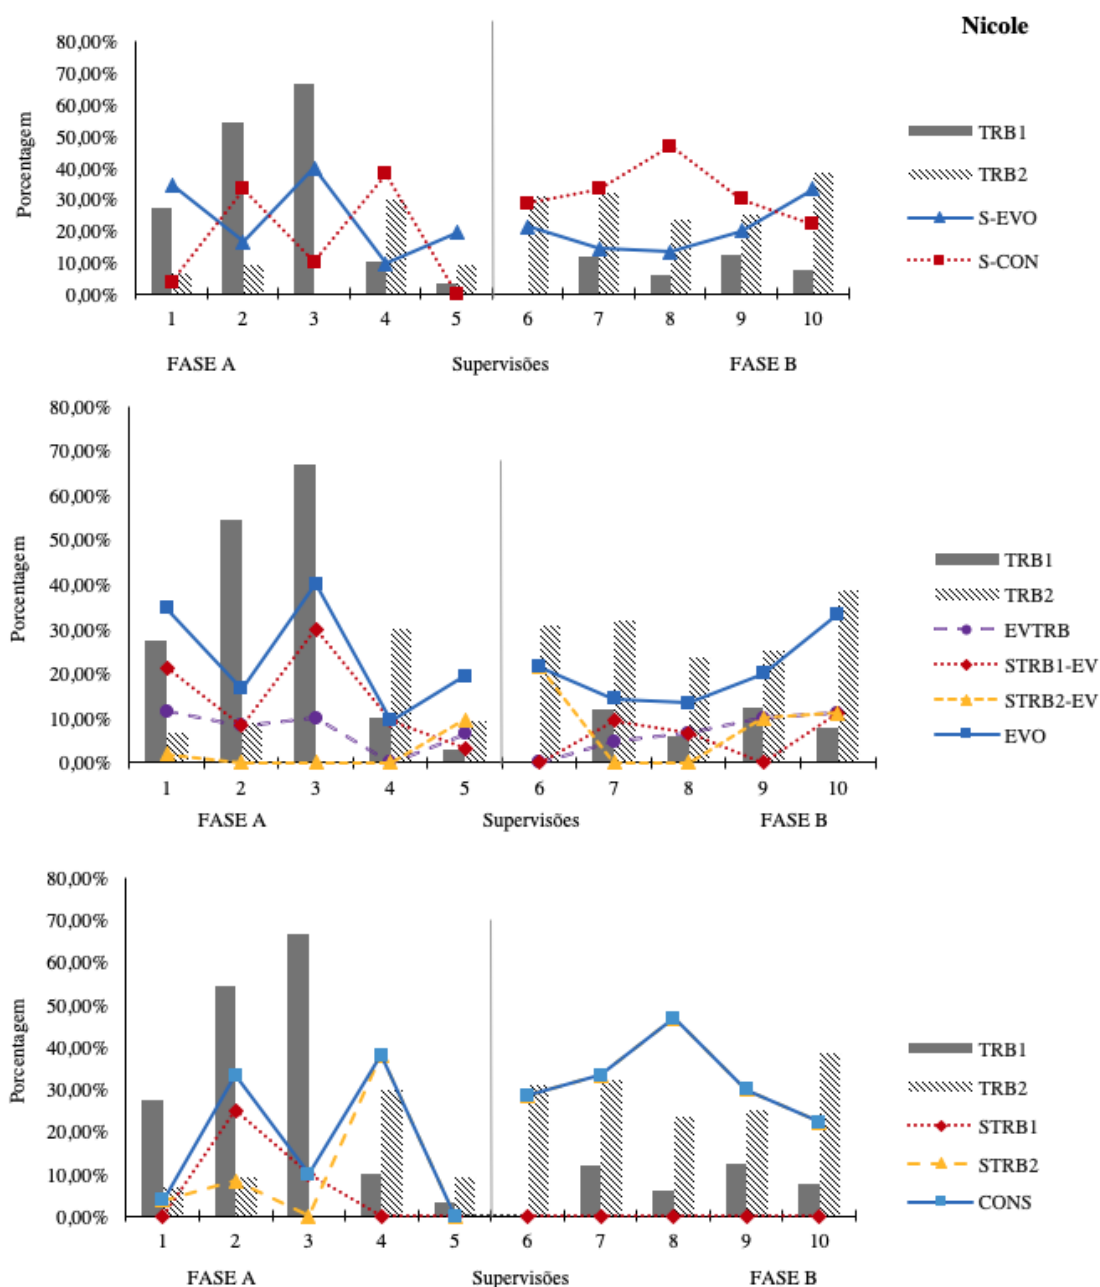 Nicole
Porcentagem
80,00%
70,00%
60,00%
50,00%
40,00%
30,00%
20,00%
10,00%
0,00%
1 2 3 4 5 6 7 8 9 10
FASE A Supervisões FASE B
TRB1
TRB2
S-EVO
S-CON
Porcentagem
80,00%
70,00%
60,00%
50,00%
40,00%
30,00%
20,00%
10,00%
0,00%
1 2 3 4 5 6 7 8 9 10
FASE A Supervisões FASE B
TRB1
TRB2
EVTRB
STRB1-EV
STRB2-EV
EVO
Porcentagem
80,00%
70,00%
60,00%
50,00%
40,00%
30,00%
20,00%
10,00%
0,00%
1 2 3 4 5 6 7 8 9 10
FASE A Supervisões FASE B
TRB1
TRB2
STRB1
STRB2
CONS